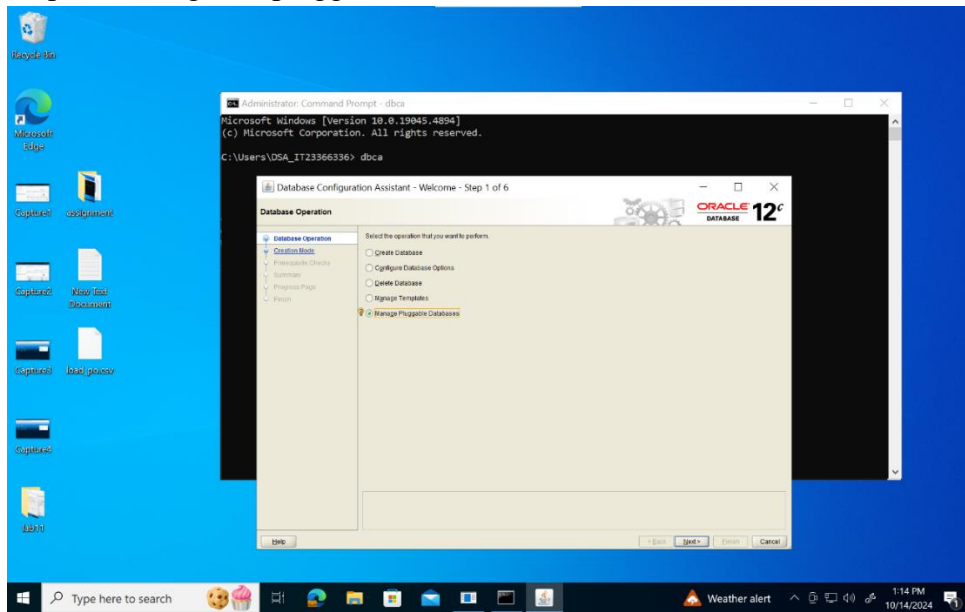 Recycle Bin
Microsoft
Edge
Capture1
assignment
Capture2
New Text
Document
Capture3
Capture4
Administrator: Command Prompt - dbca
Microsoft Windows [Version 10.0.19045.4894]
(c) Microsoft Corporation. All rights reserved.
C:\Users\DSA_IT23366336> dbca
Database Configuration Assistant - Welcome - Step 1 of 6
Database Operation
ORACLE 12c
DATABASE
Database Operation
Creation Mode
Prerequisite Checks
Summary
Progress Page
Finish
Select the operation that you want to perform.
Create Database
Configure Database Options
Delete Database
Manage Templates
Manage Pluggable Databases
Help
< Back
Next >
Finish
Cancel
Type here to search
Weather alert
1:14 PM
10/14/2024